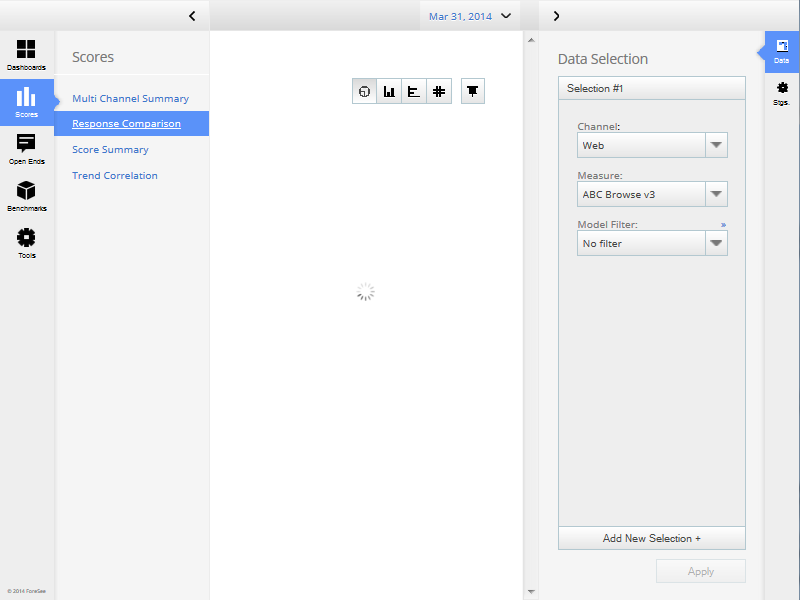 Mar 31, 2014
Dashboards
Scores
Open Ends
Benchmarks
Tools
© 2014 ForeSee
Scores
Multi Channel Summary
Response Comparison
Score Summary
Trend Correlation
Data Selection
Selection #1
Channel:
Web
Measure:
ABC Browse v3
Model Filter: »
No filter
Add New Selection +
Apply
Data
Stgs.